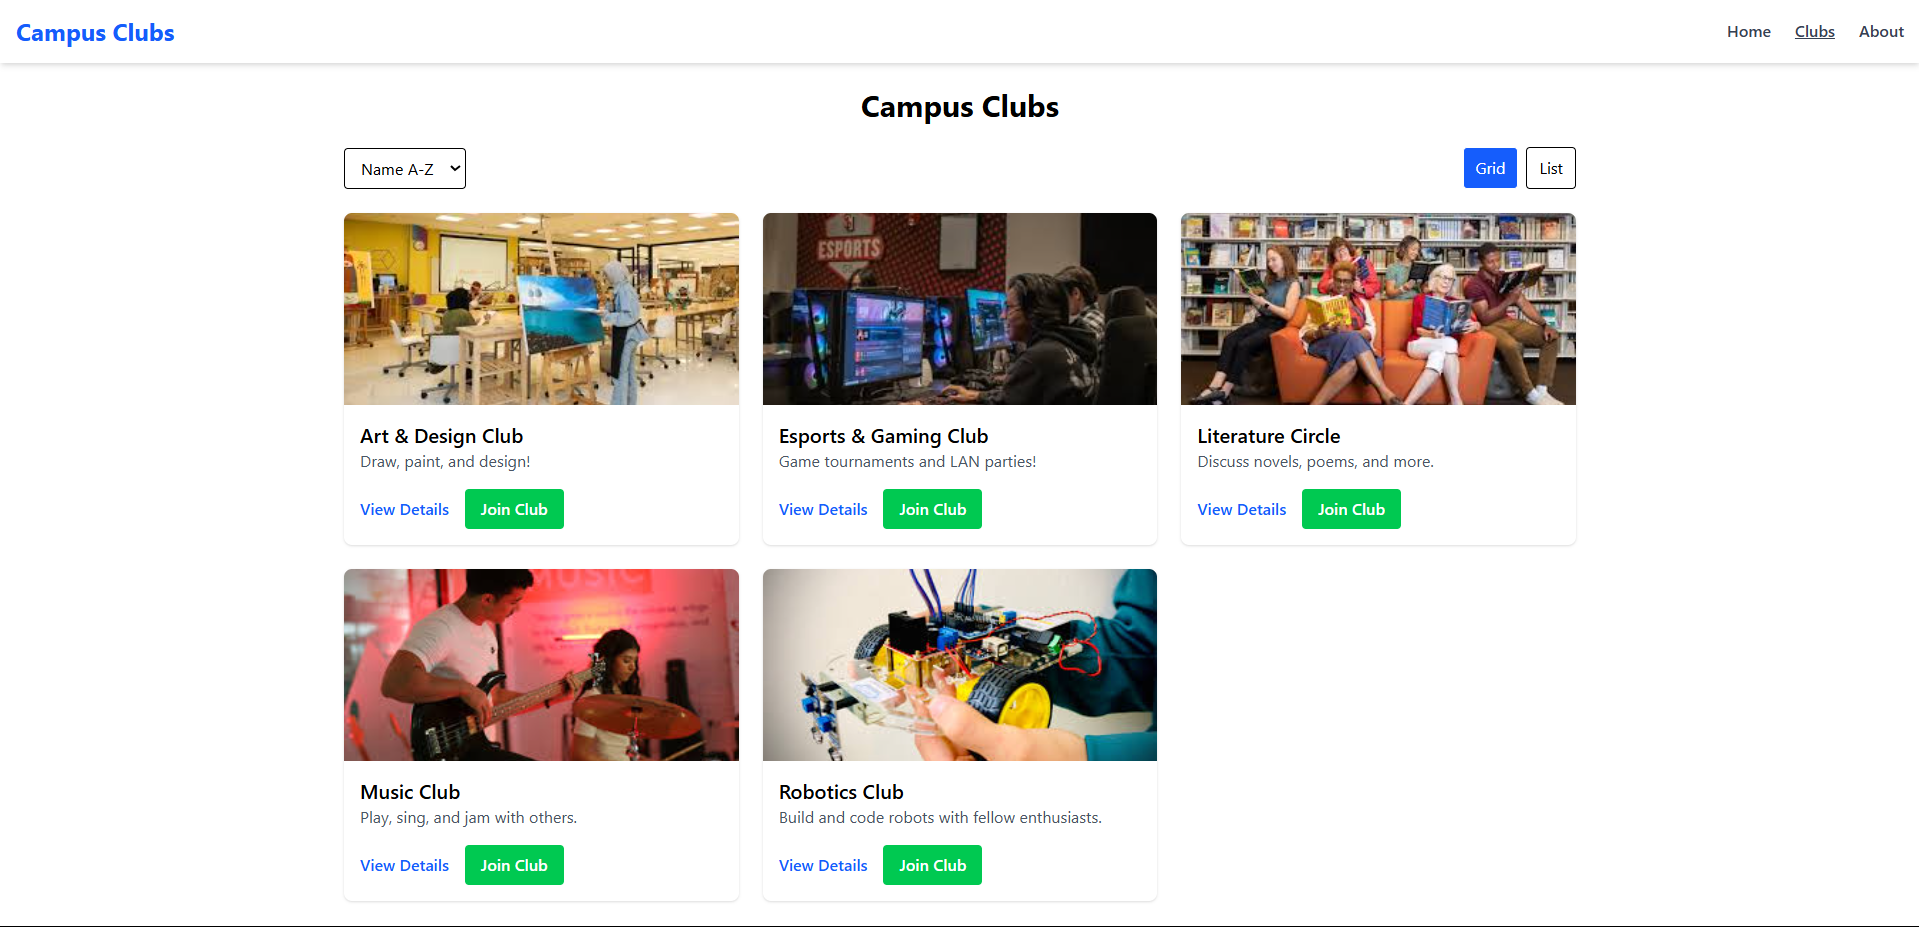 Campus Clubs
Home Clubs About
Campus Clubs
Name A-Z
Grid List
ESPORTS
Art & Design Club
Draw, paint, and design!
View Details Join Club
Esports & Gaming Club
Game tournaments and LAN parties!
View Details Join Club
Literature Circle
Discuss novels, poems, and more.
View Details Join Club
MUSIC
Music Club
Play, sing, and jam with others.
View Details Join Club
Robotics Club
Build and code robots with fellow enthusiasts.
View Details Join Club